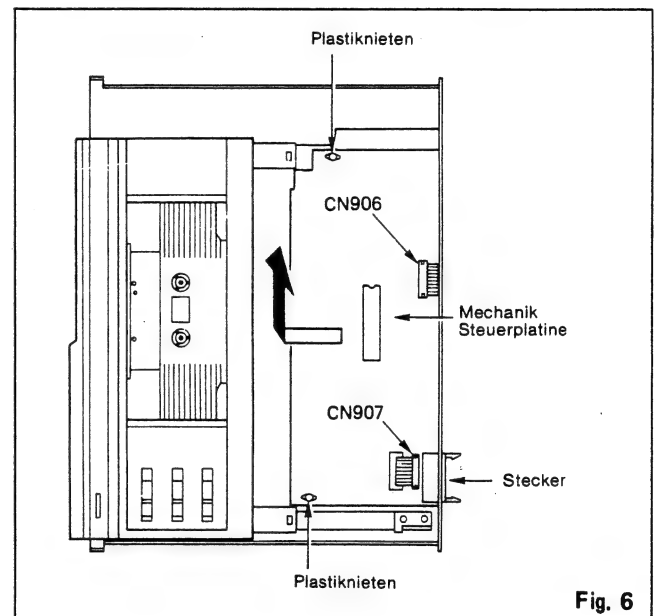 Plastiknieten
CN906
Mechanik
Steuerplatine
CN907
Stecker
Plastiknieten
Fig. 6